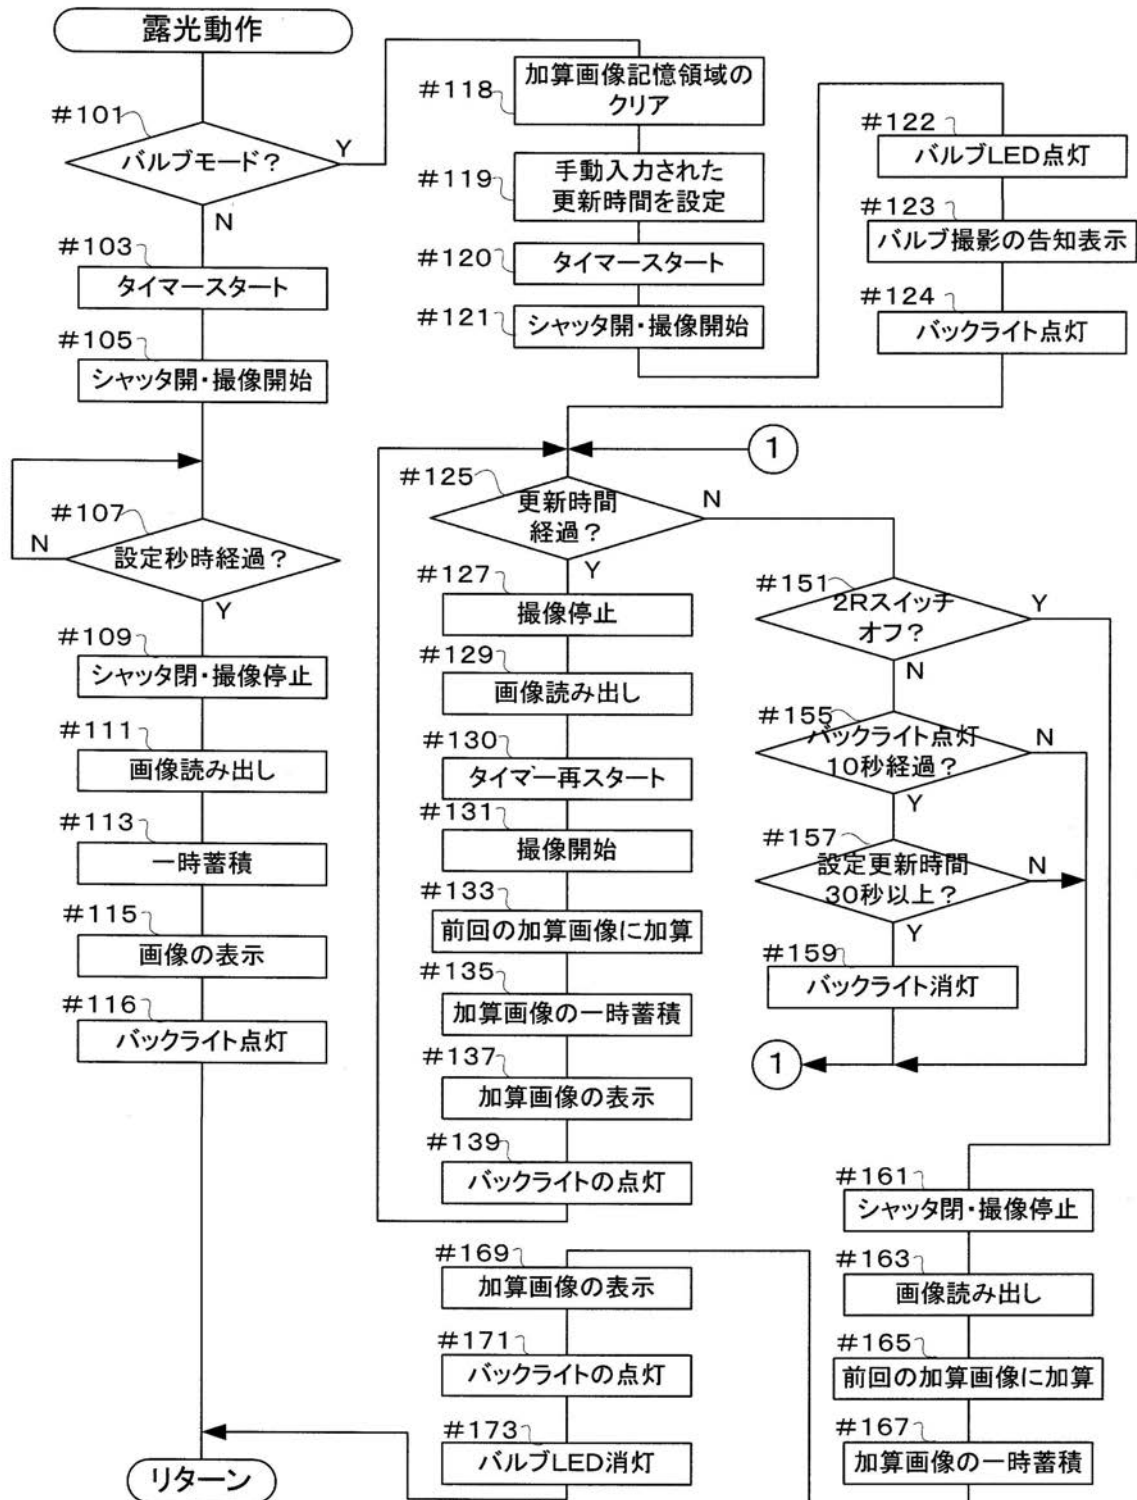 露光動作
#101
バルブモード？
Y
N
#103
タイマースタート
#105
シャッタ開・撮像開始
#107
設定秒時経過？
N
Y
#109
シャッタ閉・撮像停止
#111
画像読み出し
#113
一時蓄積
#115
画像の表示
#116
バックライト点灯
リターン
#118
加算画像記憶領域の
クリア
#119
手動入力された
更新時間を設定
#120
タイマースタート
#121
シャッタ開・撮像開始
#122
バルブLED点灯
#123
バルブ撮影の告知表示
#124
バックライト点灯
1
#125
更新時間
経過？
N
Y
#127
撮像停止
#129
画像読み出し
#130
タイマー再スタート
#131
撮像開始
#133
前回の加算画像に加算
#135
加算画像の一時蓄積
#137
加算画像の表示
#139
バックライトの点灯
#151
2Rスイッチ
オフ？
Y
N
#155
バックライト点灯
10秒経過？
N
Y
#157
設定更新時間
30秒以上？
N
Y
#159
バックライト消灯
1
#161
シャッタ閉・撮像停止
#163
画像読み出し
#165
前回の加算画像に加算
#167
加算画像の一時蓄積
#169
加算画像の表示
#171
バックライトの点灯
#173
バルブLED消灯